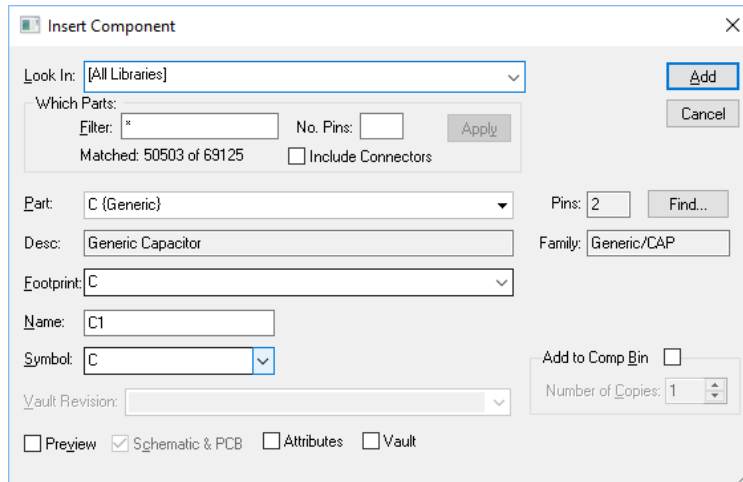 Insert Component
Look In: [All Libraries]
Add
Which Parts:
Cancel
Filter: * No. Pins: Apply
Matched: 50503 of 69125 Include Connectors
Part: C {Generic} Pins: 2 Find...
Desc: Generic Capacitor Family: Generic/CAP
Footprint: C
Name: C1
Symbol: C Add to Comp Bin
Vault Revision: Number of Copies: 1
Preview Schematic & PCB Attributes Vault